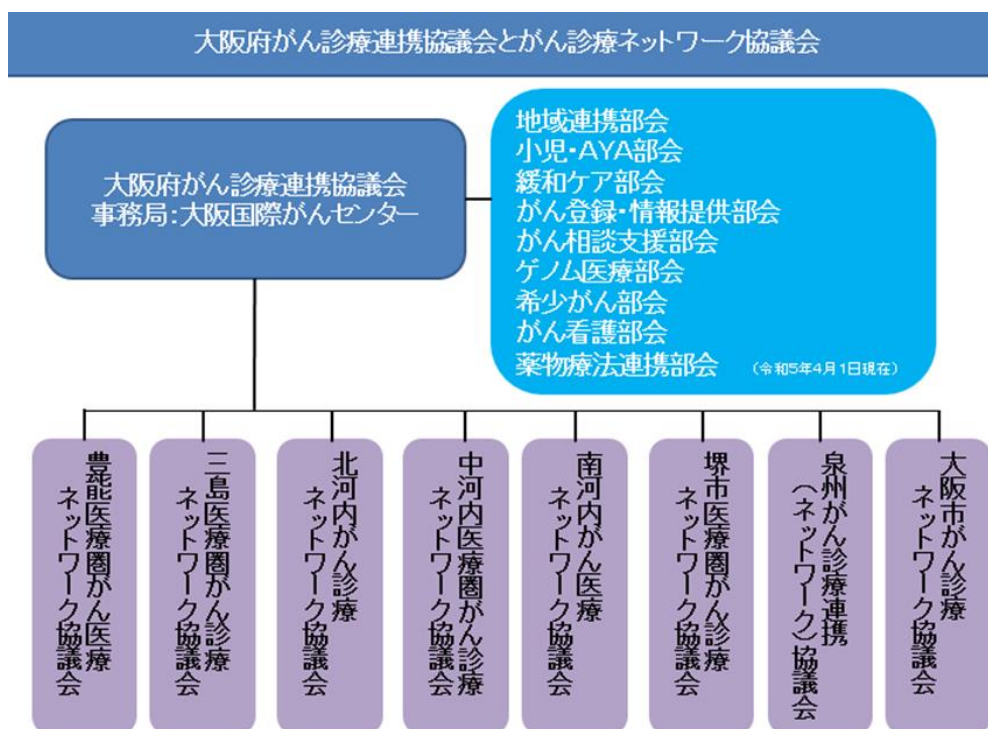 大阪府がん診療連携協議会とがん診療ネットワーク協議会
大阪府がん診療連携協議会
事務局:大阪国際がんセンター
地域連携部会
小児・AYA部会
緩和ケア部会
がん登録・情報提供部会
がん相談支援部会
ゲノム医療部会
希少がん部会
がん看護部会
薬物療法連携部会 (令和5年4月1日現在)
豊能医療圏がん医療
ネットワーク協議会
三島医療圏がん診療
ネットワーク協議会
北河内がん診療
ネットワーク協議会
中河内医療圏がん診療
ネットワーク協議会
南河内がん医療
ネットワーク協議会
堺市医療圏がん診療
ネットワーク協議会
泉州がん診療連携
(ネットワーク)協議会
大阪市がん診療
ネットワーク協議会